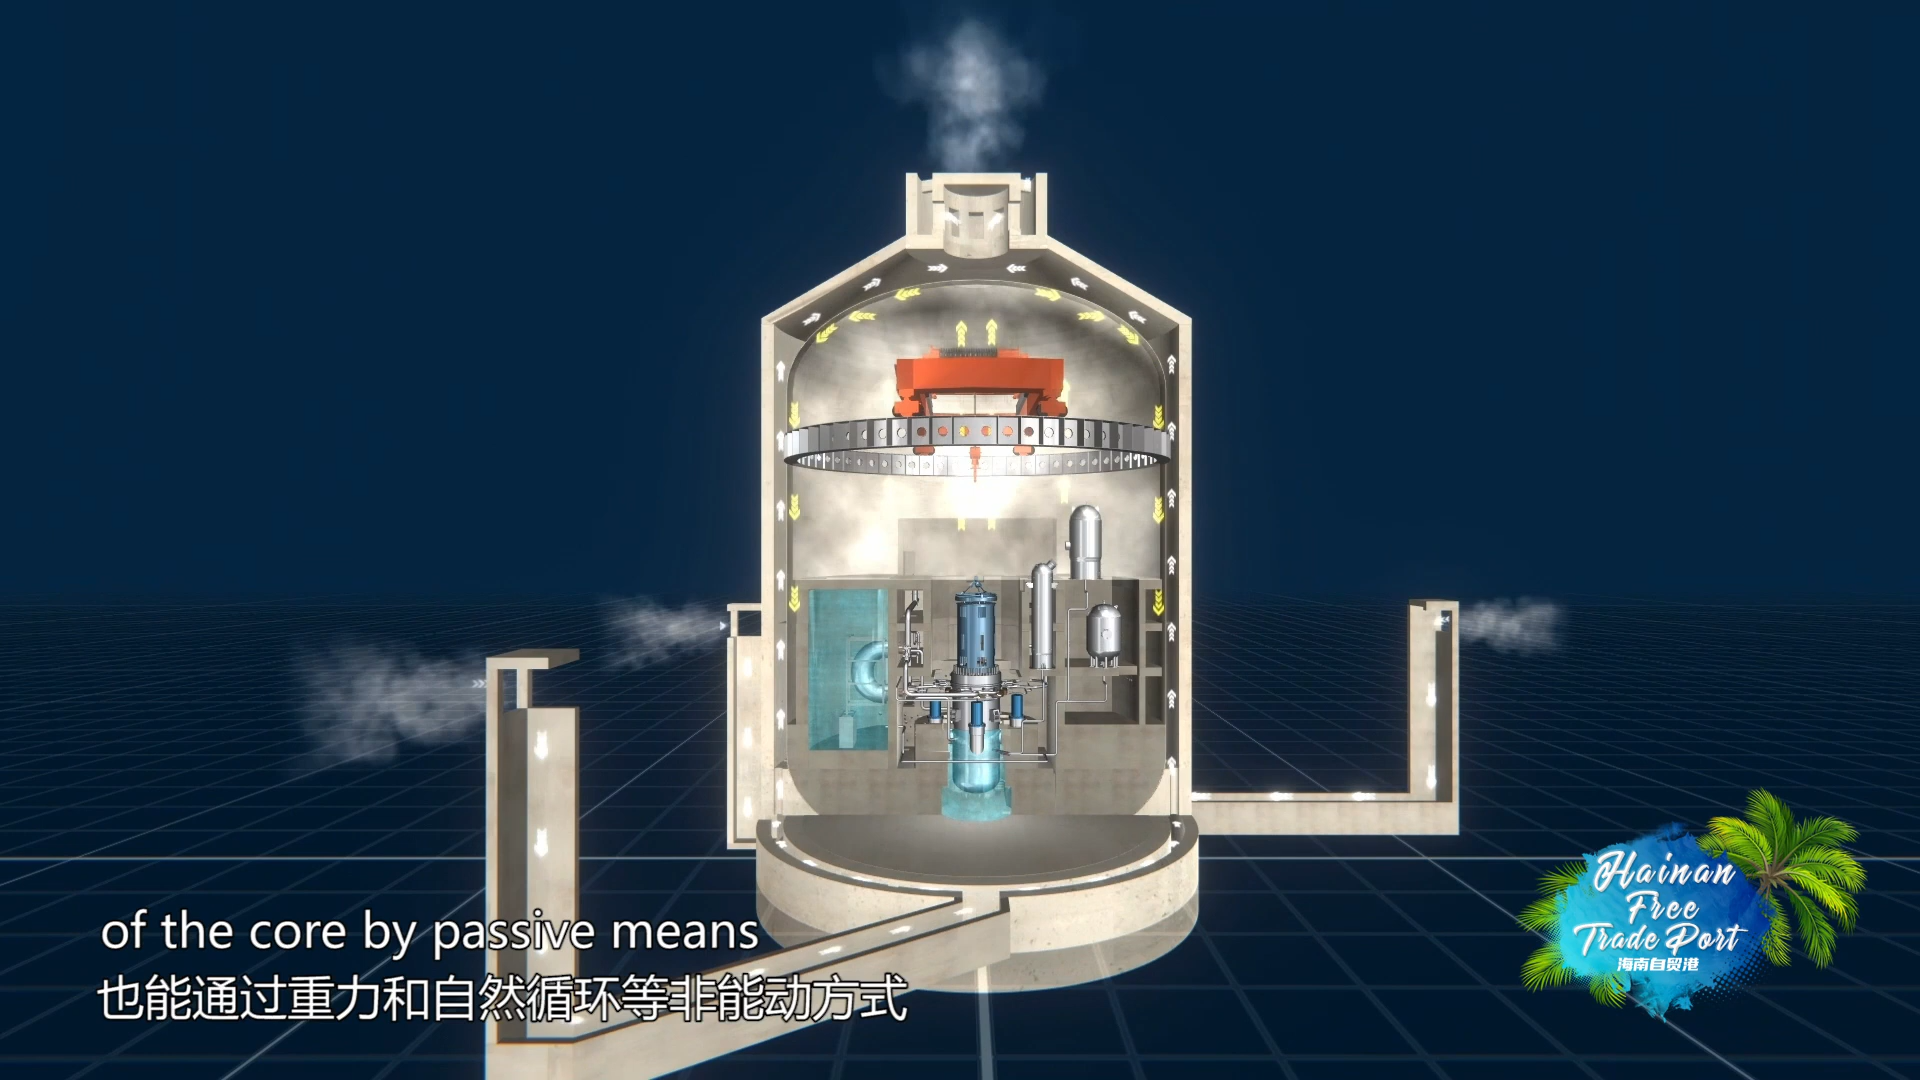 of the core by passive means
也能通过重力和自然循环等非能动方式
Hainan
Free
Trade Port
海南自贸港